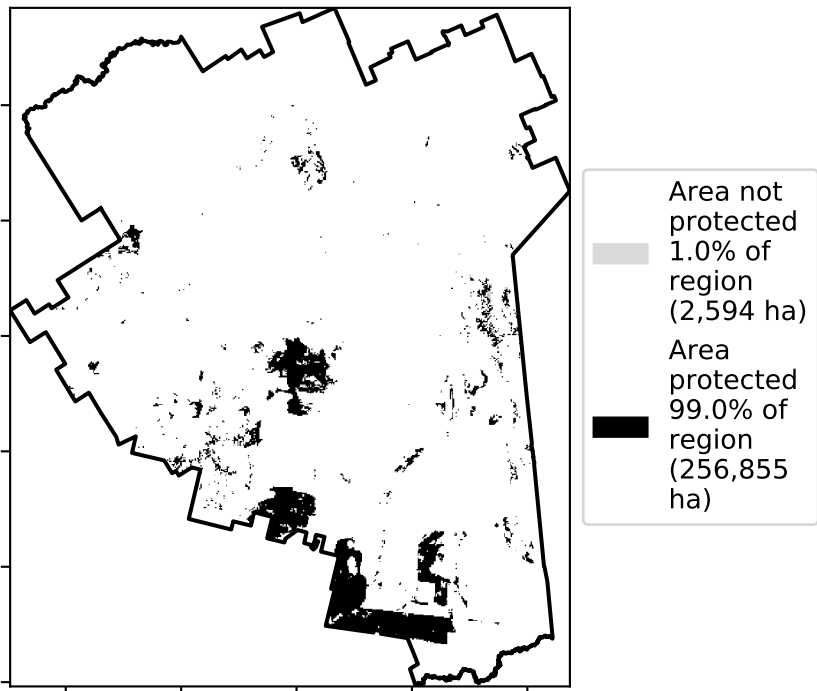 Area not
protected
1.0% of
region
(2,594 ha)
Area
protected
99.0% of
region
(256,855
ha)